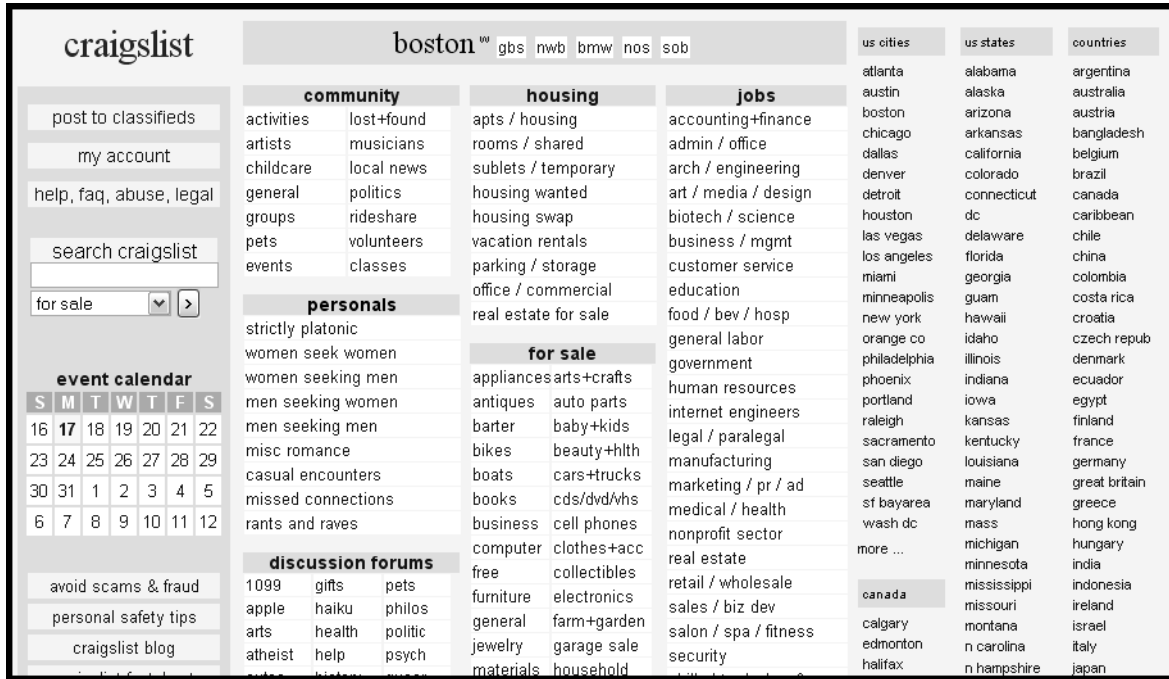 craigslist
post to classifieds
my account
help, faq, abuse, legal
search craigslist
for sale >
event calendar
S M T W T F S
16 17 18 19 20 21 22
23 24 25 26 27 28 29
30 31 1 2 3 4 5
6 7 8 9 10 11 12
avoid scams & fraud
personal safety tips
craigslist blog
boston w gbs nwb bmw nos sob
community
activities lost+found
artists musicians
childcare local news
general politics
groups rideshare
pets volunteers
events classes
personals
strictly platonic
women seek women
women seeking men
men seeking women
men seeking men
misc romance
casual encounters
missed connections
rants and raves
discussion forums
1099 gifts pets
apple haiku philos
arts health politic
atheist help psych
housing
apts / housing
rooms / shared
sublets / temporary
housing wanted
housing swap
vacation rentals
parking / storage
office / commercial
real estate for sale
for sale
appliances arts+crafts
antiques auto parts
barter baby+kids
bikes beauty+hlth
boats cars+trucks
books cds/dvd/vhs
business cell phones
computer clothes+acc
free collectibles
furniture electronics
general farm+garden
jewelry garage sale
materials household
jobs
accounting+finance
admin / office
arch / engineering
art / media / design
biotech / science
business / mgmt
customer service
education
food / bev / hosp
general labor
government
human resources
internet engineers
legal / paralegal
manufacturing
marketing / pr / ad
medical / health
nonprofit sector
real estate
retail / wholesale
sales / biz dev
salon / spa / fitness
security
us cities
atlanta
austin
boston
chicago
dallas
denver
detroit
houston
las vegas
los angeles
miami
minneapolis
new york
orange co
philadelphia
phoenix
portland
raleigh
sacramento
san diego
seattle
sf bayarea
wash dc
more ...
canada
calgary
edmonton
halifax
us states
alabama
alaska
arizona
arkansas
california
colorado
connecticut
dc
delaware
florida
georgia
guam
hawaii
idaho
illinois
indiana
iowa
kansas
kentucky
louisiana
maine
maryland
mass
michigan
minnesota
mississippi
missouri
montana
n carolina
n hampshire
countries
argentina
australia
austria
bangladesh
belgium
brazil
canada
caribbean
chile
china
colombia
costa rica
croatia
czech repub
denmark
ecuador
egypt
finland
france
germany
great britain
greece
hong kong
hungary
india
indonesia
ireland
israel
italy
japan